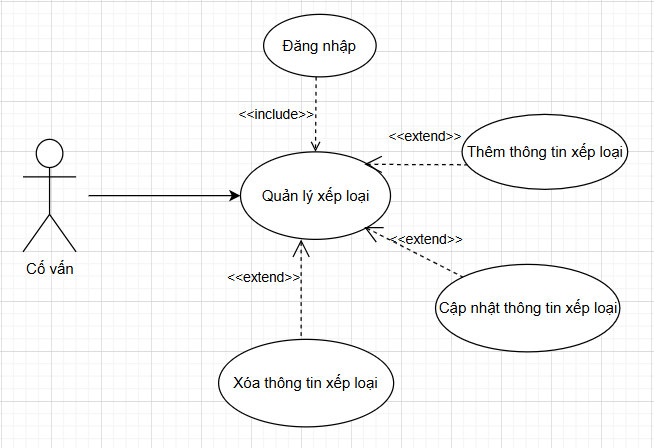 Đăng nhập
<<include>>
<<extend>>
Thêm thông tin xếp loại
Quản lý xếp loại
<<extend>>
Cố vấn
<<extend>>
Cập nhật thông tin xếp loại
Xóa thông tin xếp loại